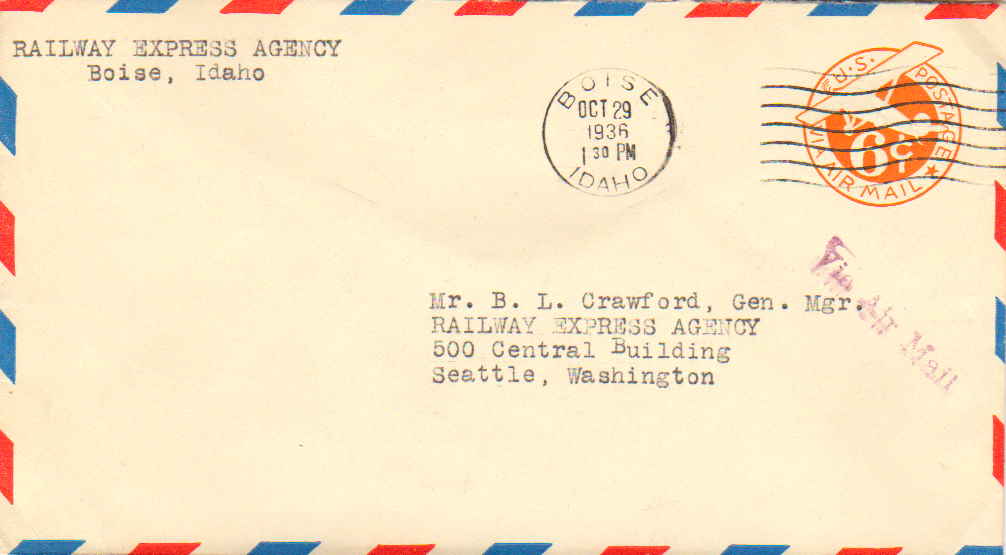 RAILWAY EXPRESS AGENCY
Boise, Idaho
BOISE
OCT 29
1936
1 30 PM
IDAHO
U.S. POSTAGE
6¢
VIA AIR MAIL
Via Air Mail
Mr. B. L. Crawford, Gen. Mgr.
RAILWAY EXPRESS AGENCY
500 Central Building
Seattle, Washington